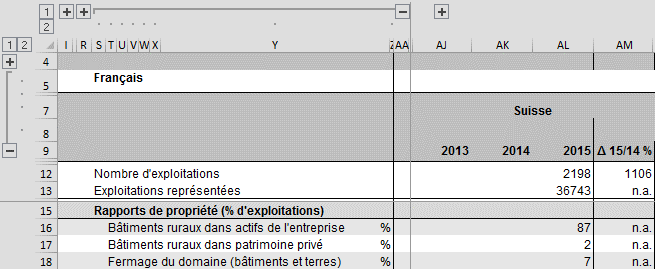 1
2
1 2 I R S T U V W X Y Z AA AJ AK AL AM
4
5 Français
7 Suisse
8
9 2013 2014 2015 Δ 15/14 %
12 Nombre d'exploitations 2198 1106
13 Exploitations représentées 36743 n.a.
15 Rapports de propriété (% d'exploitations)
16 Bâtiments ruraux dans actifs de l'entreprise % 87 n.a.
17 Bâtiments ruraux dans patrimoine privé % 2 n.a.
18 Fermage du domaine (bâtiments et terres) % 7 n.a.